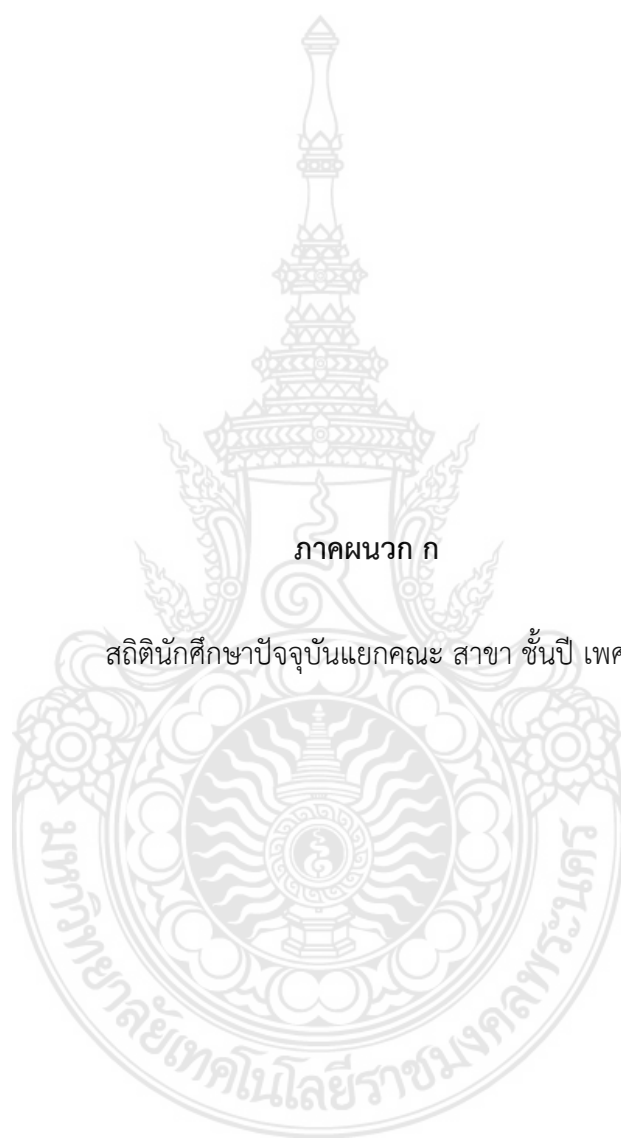 ภาคผนวก ก
สถิตินักศึกษาปัจจุบันแยกคณะ สาขา ชั้นปี เพศ
มหาวิทยาลัยเทคโนโลยีราชมงคลพระนคร